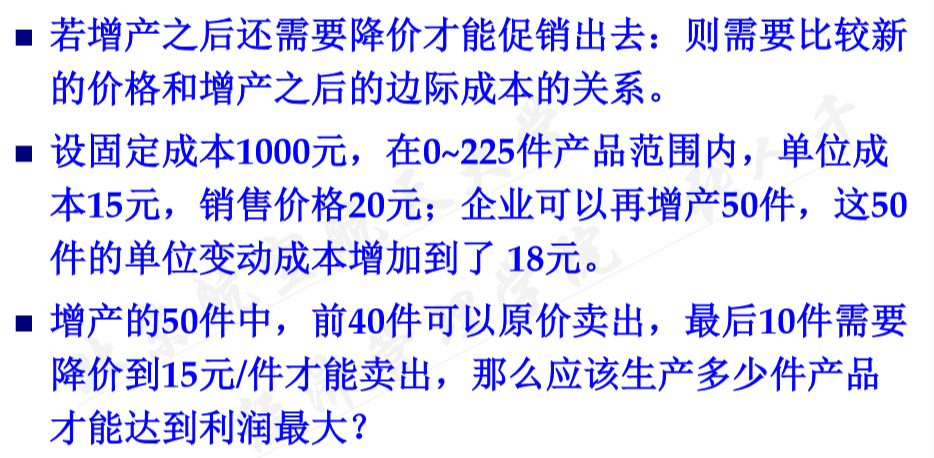 ■ 若增产之后还需要降价才能促销出去：则需要比较新
的价格和增产之后的边际成本的关系。
■ 设固定成本1000元，在0~225件产品范围内，单位成
本15元，销售价格20元；企业可以再增产50件，这50
件的单位变动成本增加到了 18元。
■ 增产的50件中，前40件可以原价卖出，最后10件需要
降价到15元/件才能卖出，那么应该生产多少件产品
才能达到利润最大？